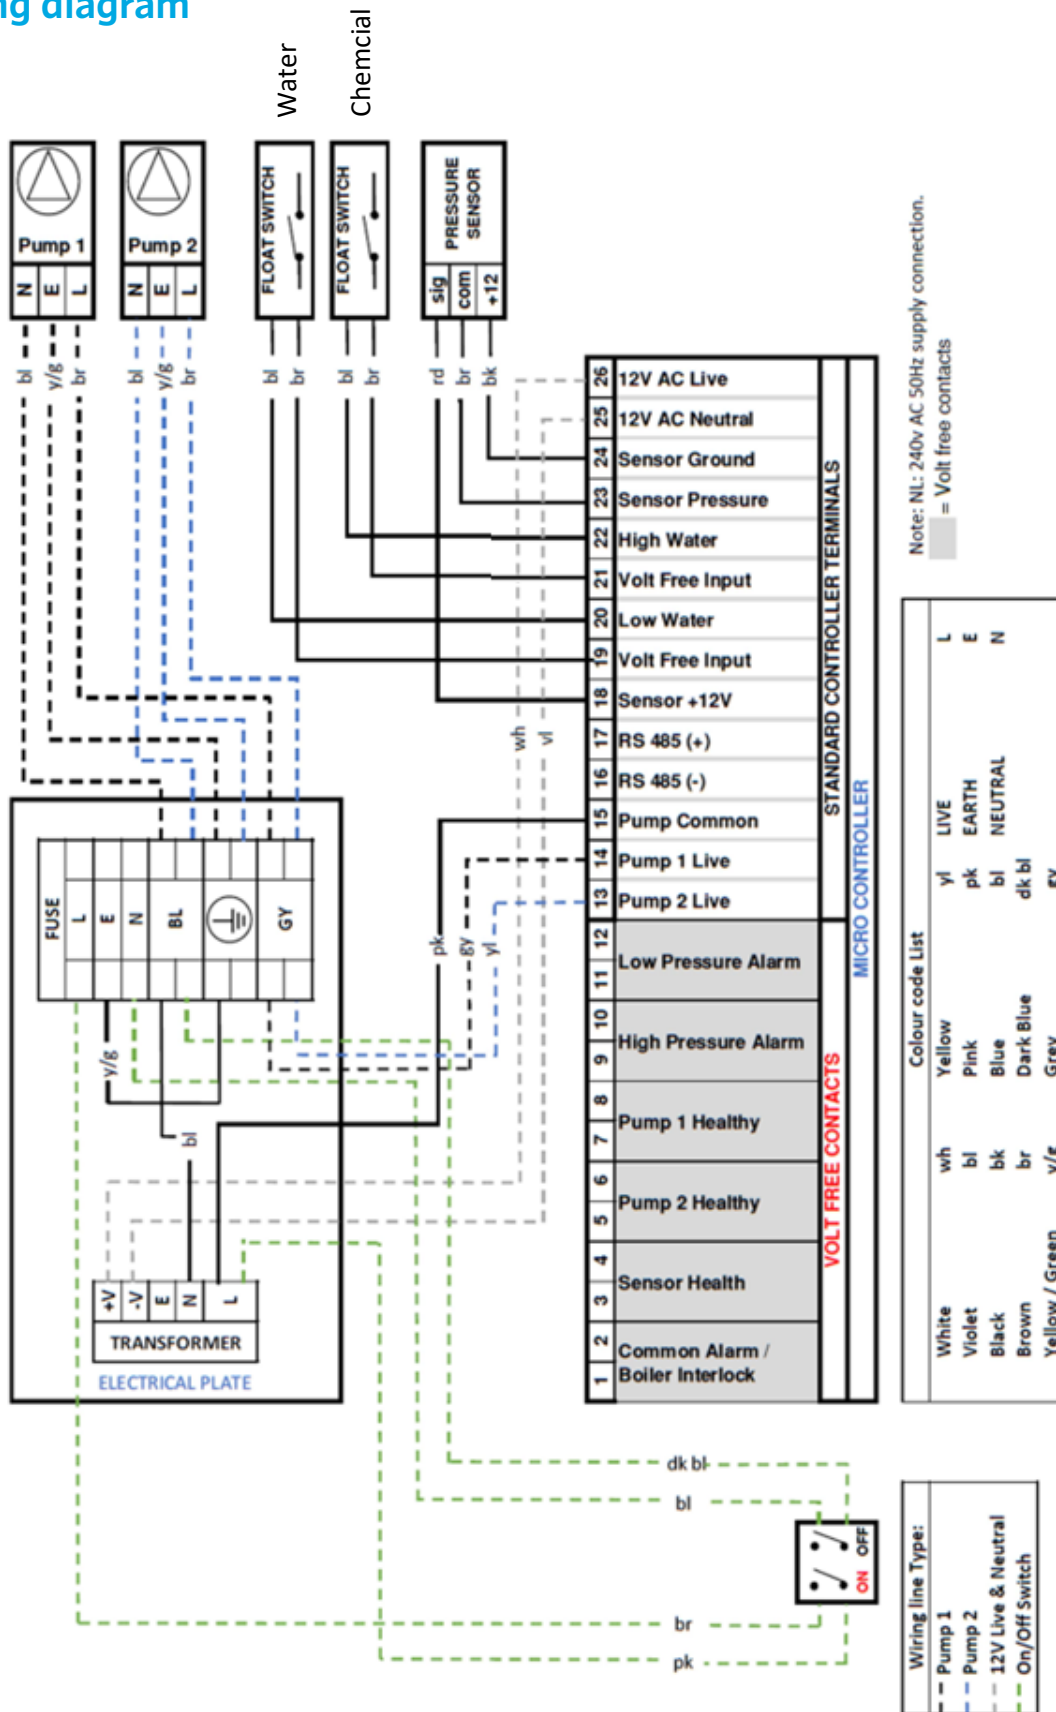 ng diagram
Water
Chemcial
Pump 1
N
E
L
Pump 2
N
E
L
FLOAT SWITCH
FLOAT SWITCH
PRESSURE
SENSOR
sig
com
+12
bl
y/g
br
bl
y/g
br
bl
br
bl
br
rd
br
bk
26 12V AC Live
25 12V AC Neutral
24 Sensor Ground
23 Sensor Pressure
22 High Water
21 Volt Free Input
20 Low Water
19 Volt Free Input
18 Sensor +12V
17 RS 485 (+)
16 RS 485 (-)
15 Pump Common
14 Pump 1 Live
13 Pump 2 Live
12
11
Low Pressure Alarm
10
9
High Pressure Alarm
8
7
Pump 1 Healthy
6
5
Pump 2 Healthy
4
3
Sensor Health
2
1
Common Alarm /
Boiler Interlock
STANDARD CONTROLLER TERMINALS
VOLT FREE CONTACTS
MICRO CONTROLLER
wh
vl
pk
gy
yl
FUSE
L
E
N
BL
GY
y/g
bl
+V
-V
E
N
L
TRANSFORMER
ELECTRICAL PLATE
dk bl
bl
br
pk
ON
OFF
Note: NL: 240v AC 50Hz supply connection.
= Volt free contacts
Colour code List
White wh Yellow yl LIVE L
Violet bl Pink pk EARTH E
Black bk Blue bl NEUTRAL N
Brown br Dark Blue dk bl
Yellow / Green y/g Grey gy
Wiring line Type:
Pump 1
Pump 2
12V Live & Neutral
On/Off Switch